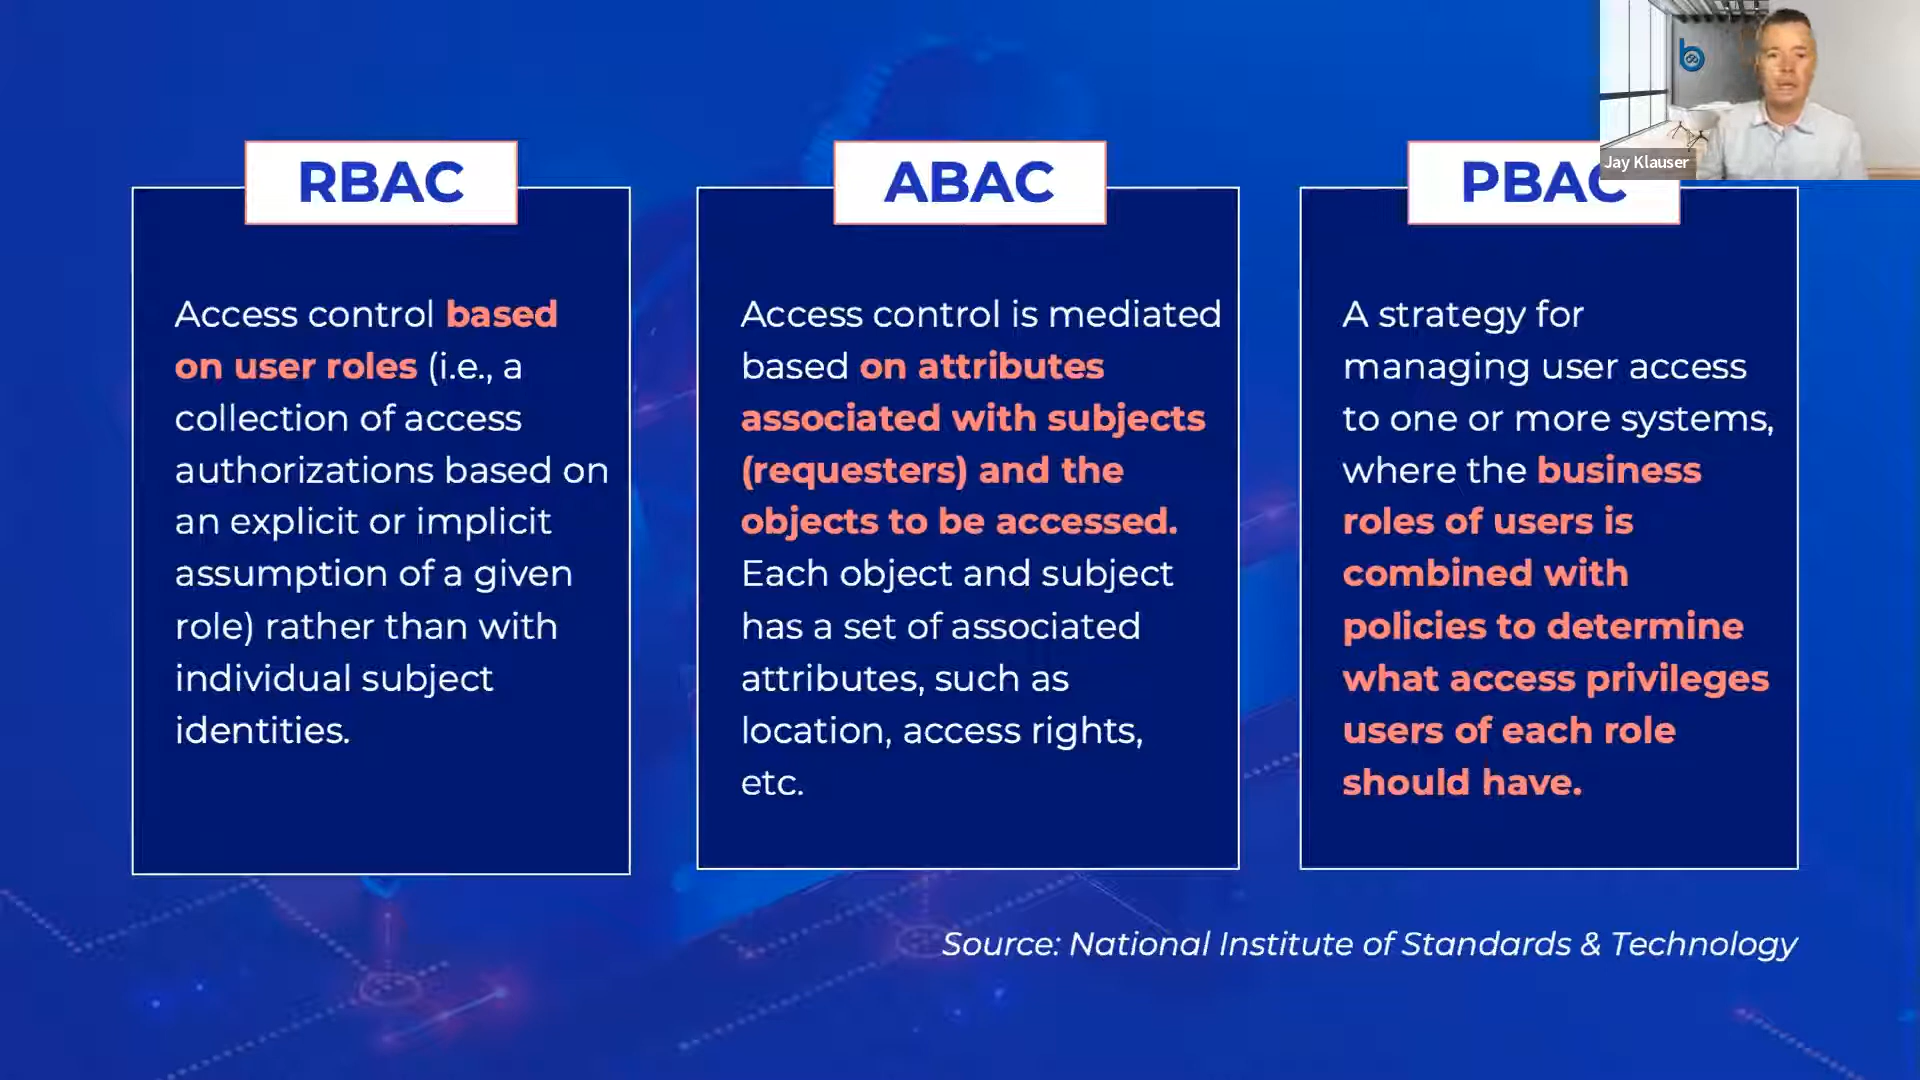 Jay Klauser
RBAC
Access control based
on user roles (i.e., a
collection of access
authorizations based on
an explicit or implicit
assumption of a given
role) rather than with
individual subject
identities.
ABAC
Access control is mediated
based on attributes
associated with subjects
(requesters) and the
objects to be accessed.
Each object and subject
has a set of associated
attributes, such as
location, access rights,
etc.
PBAC
A strategy for
managing user access
to one or more systems,
where the business
roles of users is
combined with
policies to determine
what access privileges
users of each role
should have.
Source: National Institute of Standards & Technology